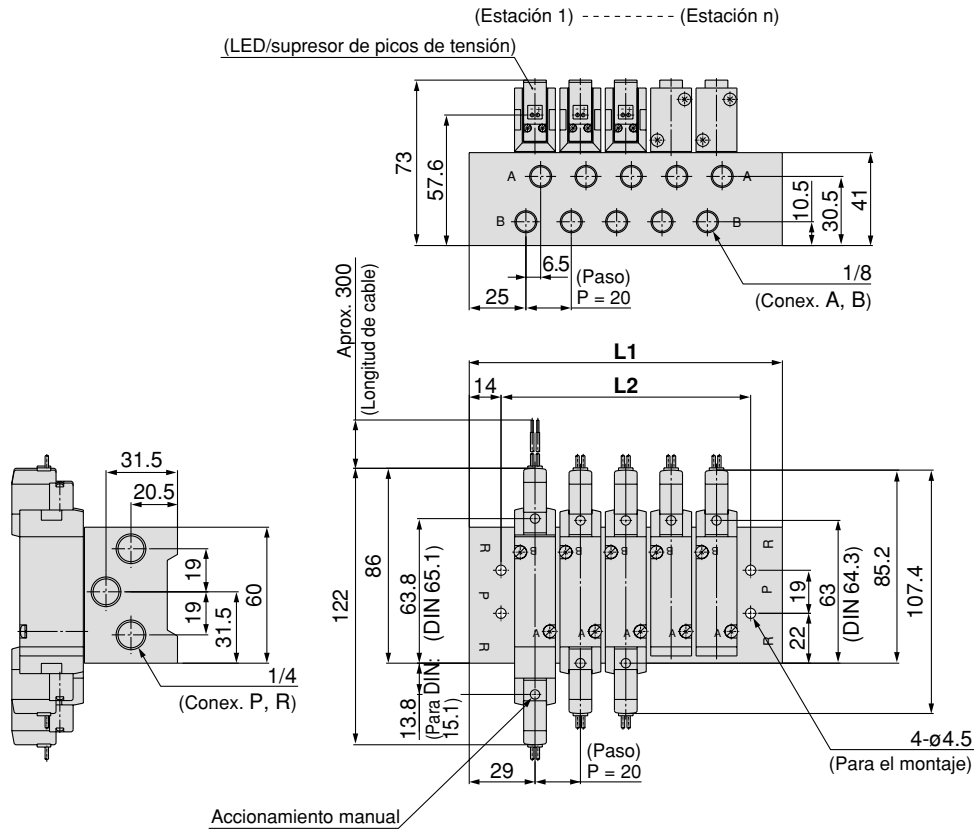 (Estación 1) --------- (Estación n)
(LED/supresor de picos de tensión)
73
57.6
A
A
B
B
10.5
30.5
41
6.5
25
(Paso)
P = 20
1/8
(Conex. A, B)
Aprox. 300
(Longitud de cable)
L1
14
L2
31.5
20.5
19
19
31.5
60
1/4
(Conex. P, R)
122
86
63.8
(DIN 65.1)
13.8
(Para DIN:
15.1)
R
P
R
B
B
B
B
B
A
A
A
A
A
R
P
R
19
22
63
(DIN 64.3)
85.2
107.4
29
(Paso)
P = 20
4-ø4.5
(Para el montaje)
Accionamiento manual